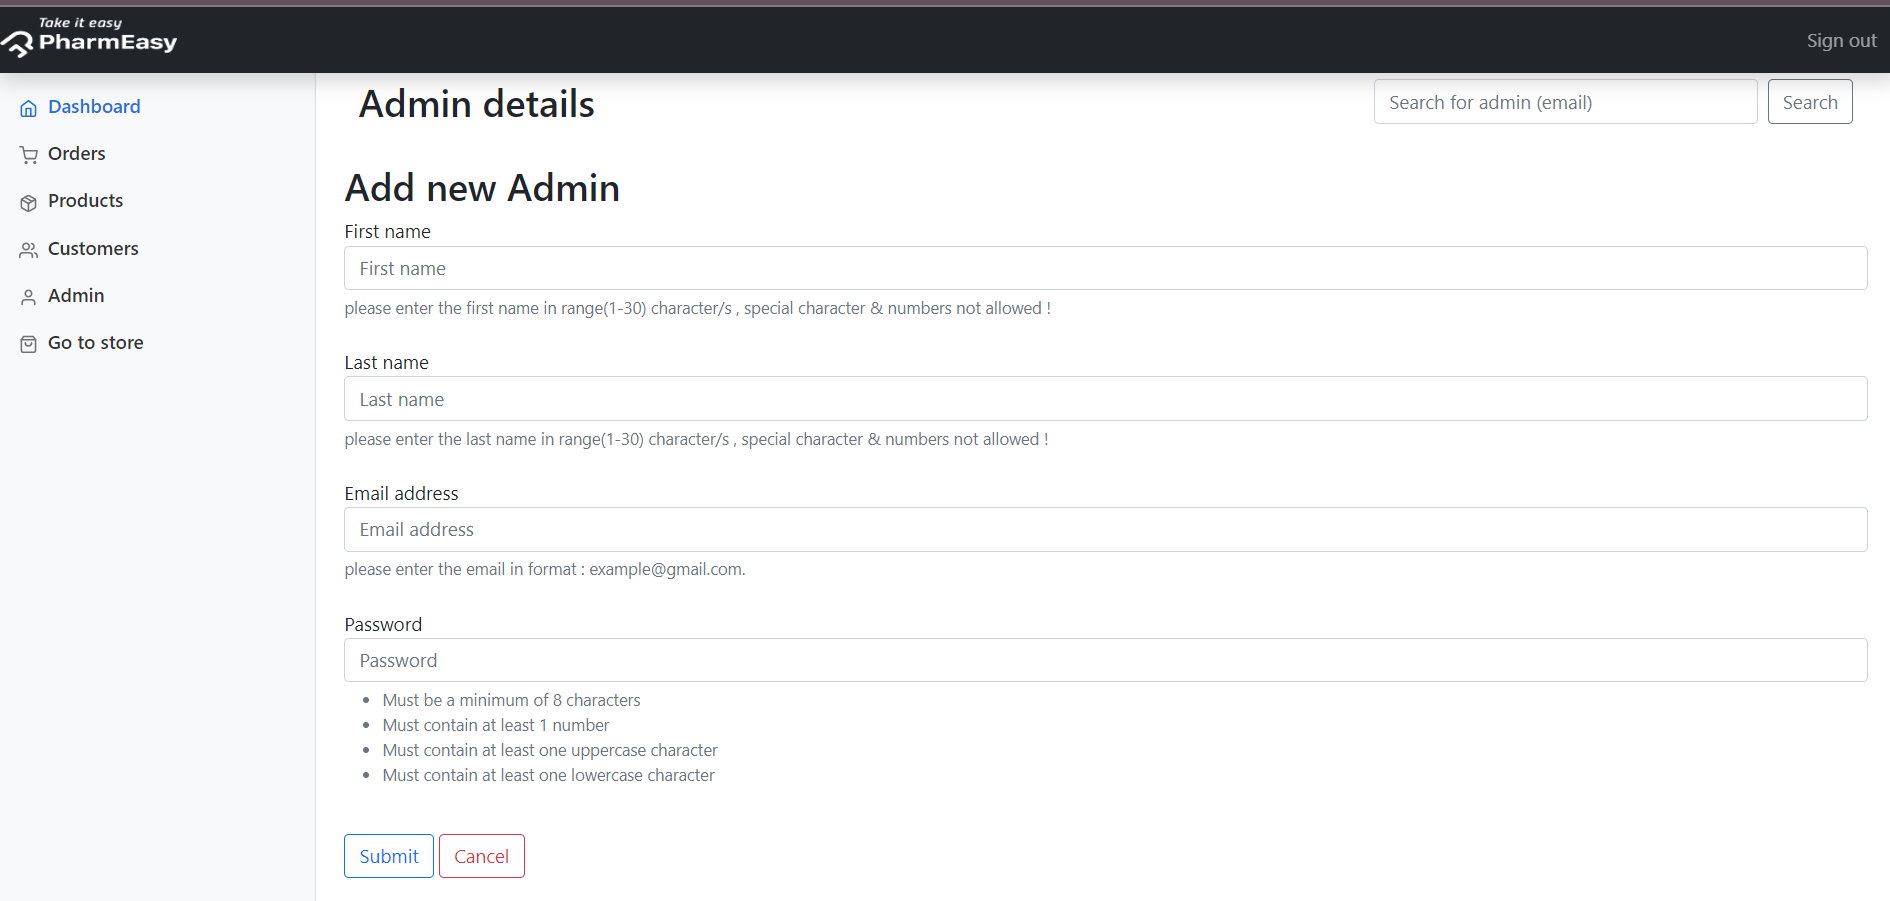 Take it easy
PharmEasy
Sign out
Dashboard
Orders
Products
Customers
Admin
Go to store
Admin details
Search for admin (email)
Search
Add new Admin
First name
First name
please enter the first name in range(1-30) character/s , special character & numbers not allowed !
Last name
Last name
please enter the last name in range(1-30) character/s , special character & numbers not allowed !
Email address
Email address
please enter the email in format : example@gmail.com.
Password
Password
• Must be a minimum of 8 characters
• Must contain at least 1 number
• Must contain at least one uppercase character
• Must contain at least one lowercase character
Submit
Cancel